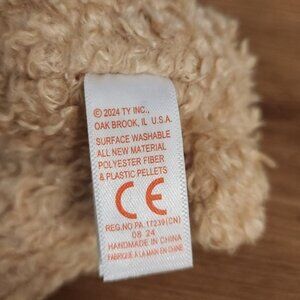 © 2024 TY INC.,
OAK BROOK, IL U.S.A.
SURFACE WASHABLE
ALL NEW MATERIAL
POLYESTER FIBER
& PLASTIC PELLETS
CE
REG.NO PA. 17239(CN)
08 24
HANDMADE IN CHINA
FABRIQUÉ À LA MAIN EN CHINE